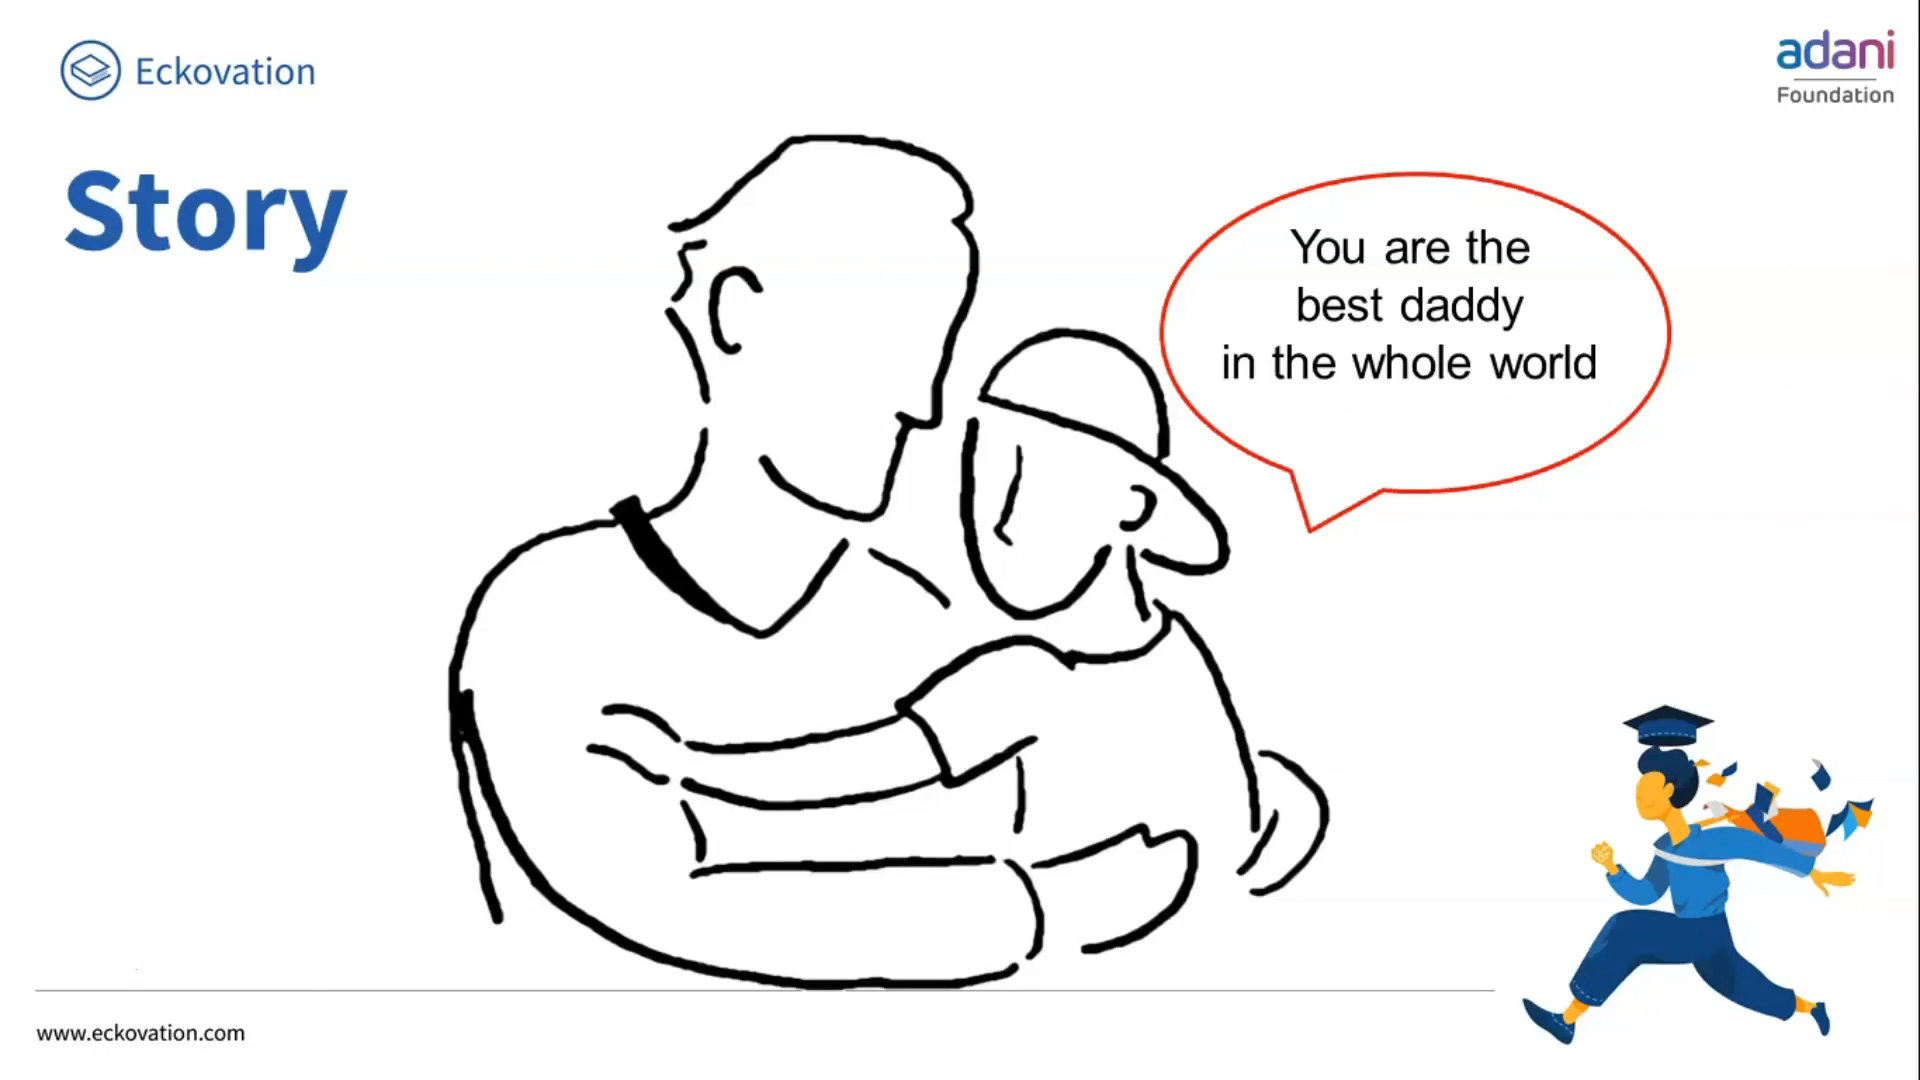 Eckovation
adani
Foundation
Story
You are the
best daddy
in the whole world
www.eckovation.com